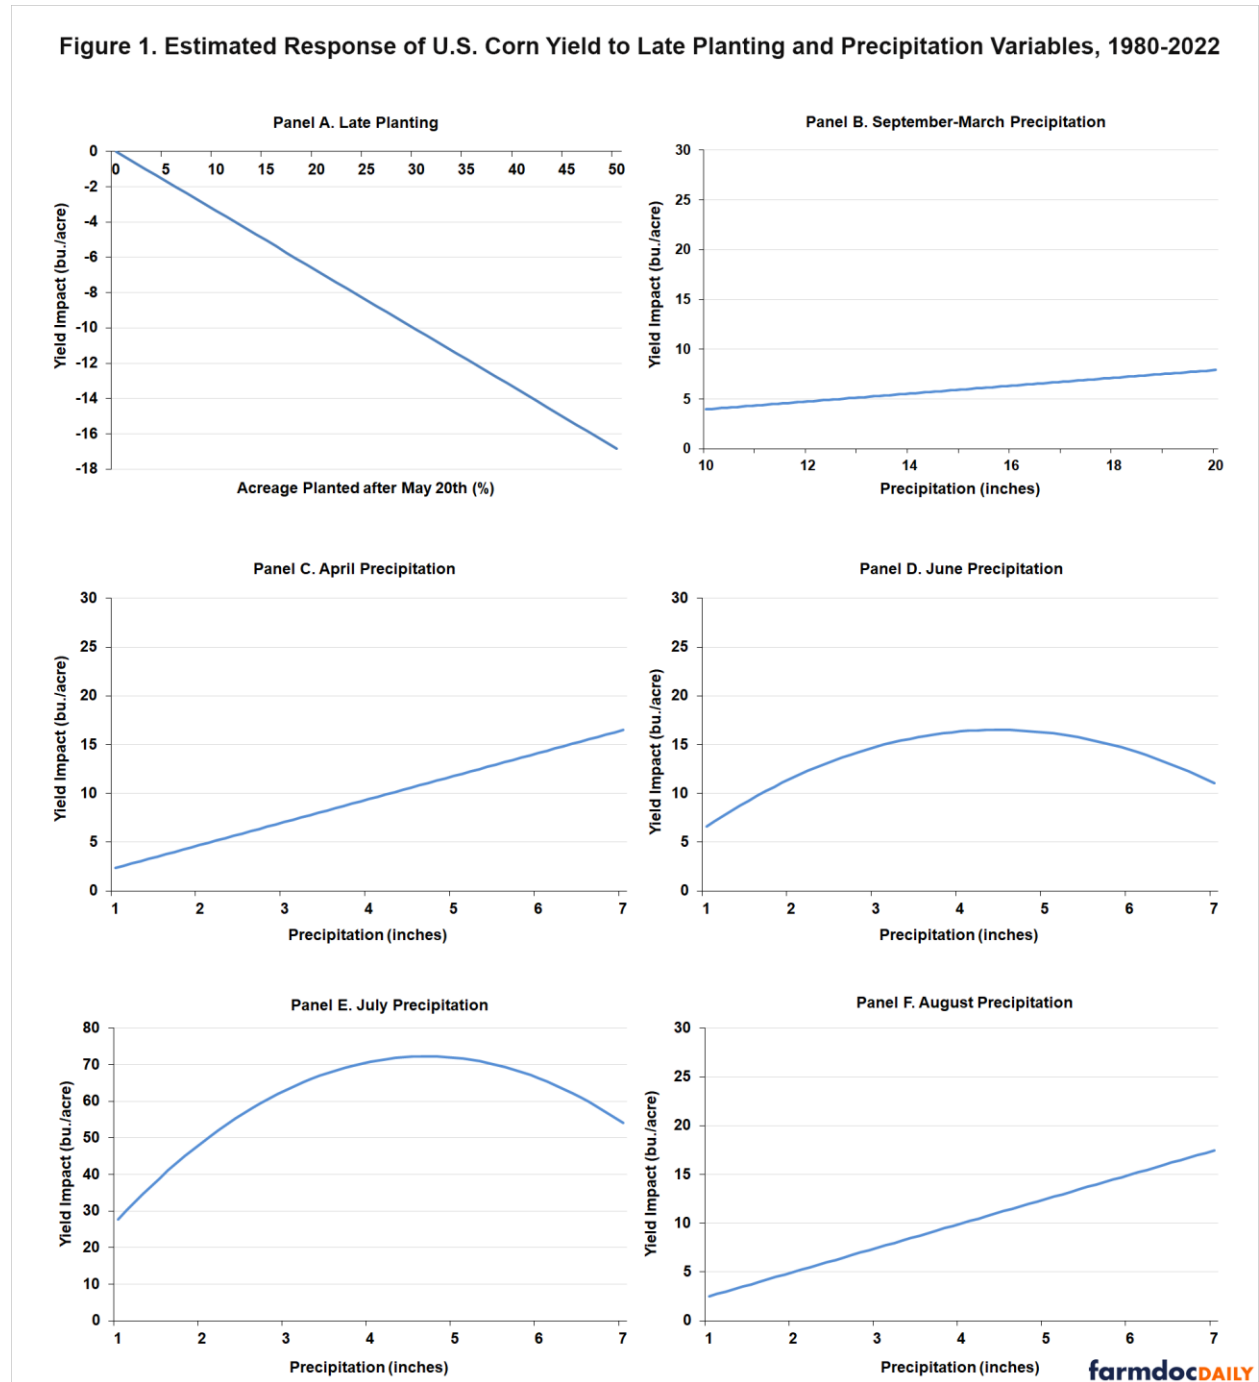 Figure 1. Estimated Response of U.S. Corn Yield to Late Planting and Precipitation Variables, 1980-2022
Panel A. Late Planting
0
-2
-4
-6
-8
-10
-12
-14
-16
-18
0 5 10 15 20 25 30 35 40 45 50
Yield Impact (bu./acre)
Acreage Planted after May 20th (%)
Panel B. September-March Precipitation
30
25
20
15
10
5
0
10 12 14 16 18 20
Yield Impact (bu./acre)
Precipitation (inches)
Panel C. April Precipitation
30
25
20
15
10
5
0
1 2 3 4 5 6 7
Yield Impact (bu./acre)
Precipitation (inches)
Panel D. June Precipitation
30
25
20
15
10
5
0
1 2 3 4 5 6 7
Yield Impact (bu./acre)
Precipitation (inches)
Panel E. July Precipitation
80
70
60
50
40
30
20
10
0
1 2 3 4 5 6 7
Yield Impact (bu./acre)
Precipitation (inches)
Panel F. August Precipitation
30
25
20
15
10
5
0
1 2 3 4 5 6 7
Yield Impact (bu./acre)
Precipitation (inches)
farmdocDAILY